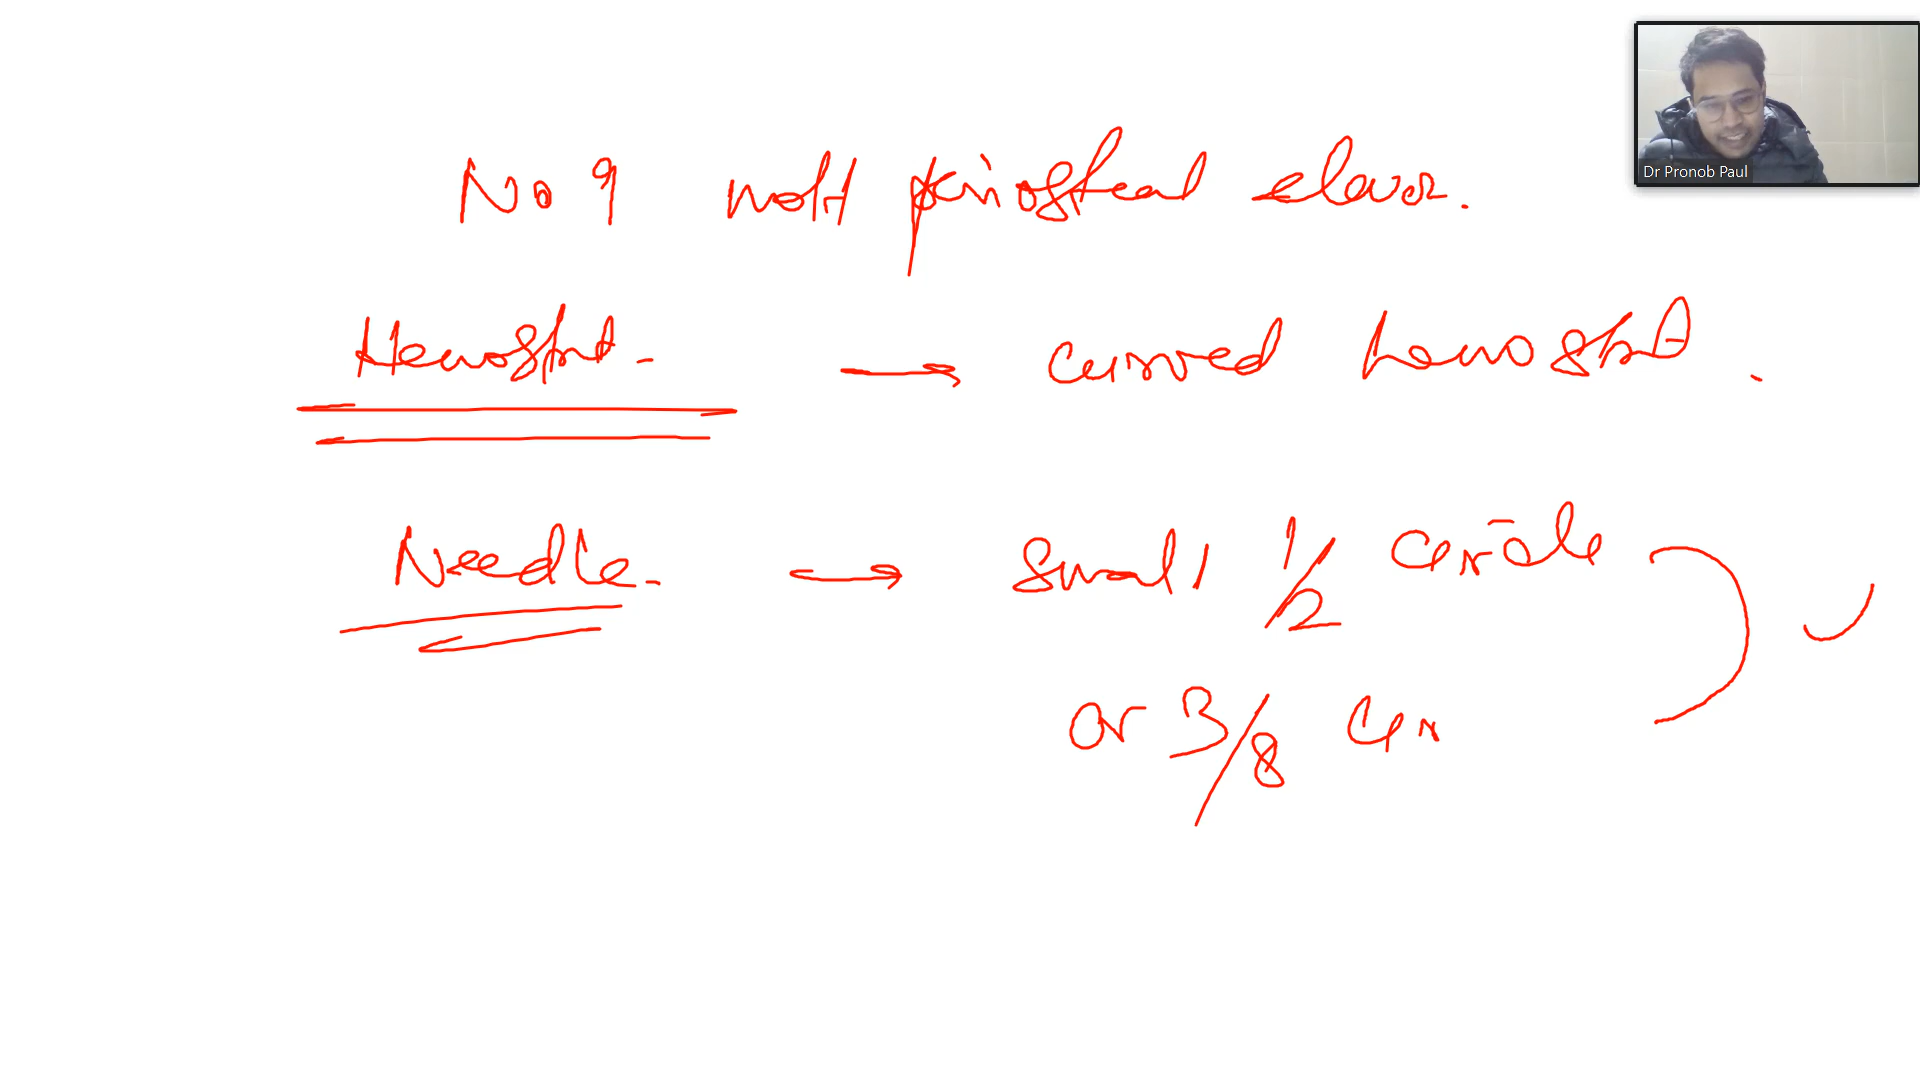 Dr Pronob Paul
No 9 molt periosteal elevor.
Hemostat. → curved hemostat.
Needle. → Small 1/2 circle
or 3/8 cir